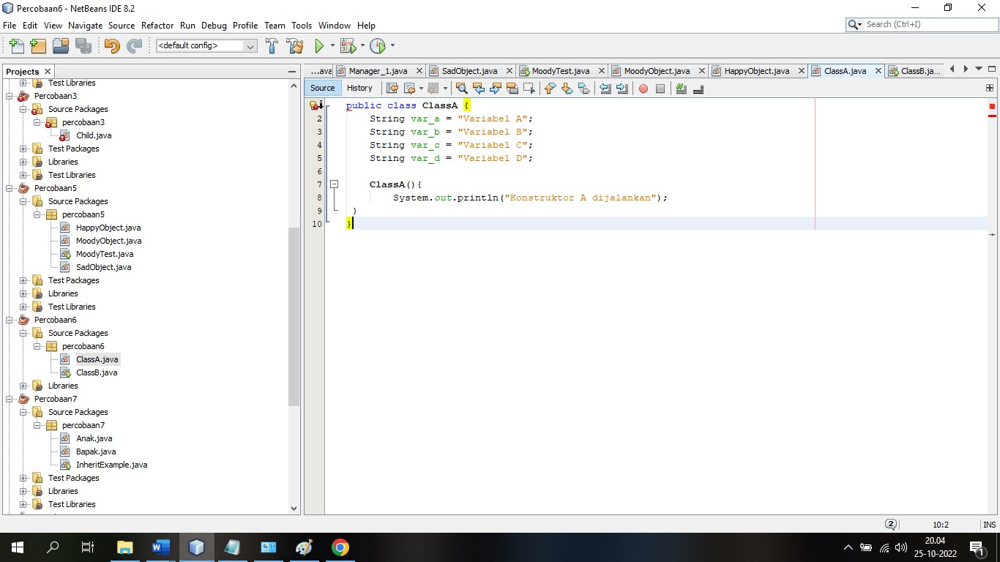 Percobaan6 - NetBeans IDE 8.2
File Edit View Navigate Source Refactor Run Debug Profile Team Tools Window Help
Search (Ctrl+I)
<default config>
Projects
Test Libraries
Percobaan3
Source Packages
percobaan3
Child.java
Test Packages
Libraries
Test Libraries
Percobaan5
Source Packages
percobaan5
HappyObject.java
MoodyObject.java
MoodyTest.java
SadObject.java
Test Packages
Libraries
Test Libraries
Percobaan6
Source Packages
percobaan6
ClassA.java
ClassB.java
Libraries
Percobaan7
Source Packages
percobaan7
Anak.java
Bapak.java
InheritExample.java
Test Packages
Libraries
Test Libraries
...ava Manager_1.java SadObject.java MoodyTest.java MoodyObject.java HappyObject.java ClassA.java ClassB.ja...
Source History
public class ClassA {
2 String var_a = "Variabel A";
3 String var_b = "Variabel B";
4 String var_c = "Variabel C";
5 String var_d = "Variabel D";
6
7 ClassA(){
8 System.out.println("Konstruktor A dijalankan");
9 }
10 }
2 10:2 INS
20.04
25-10-2022
1